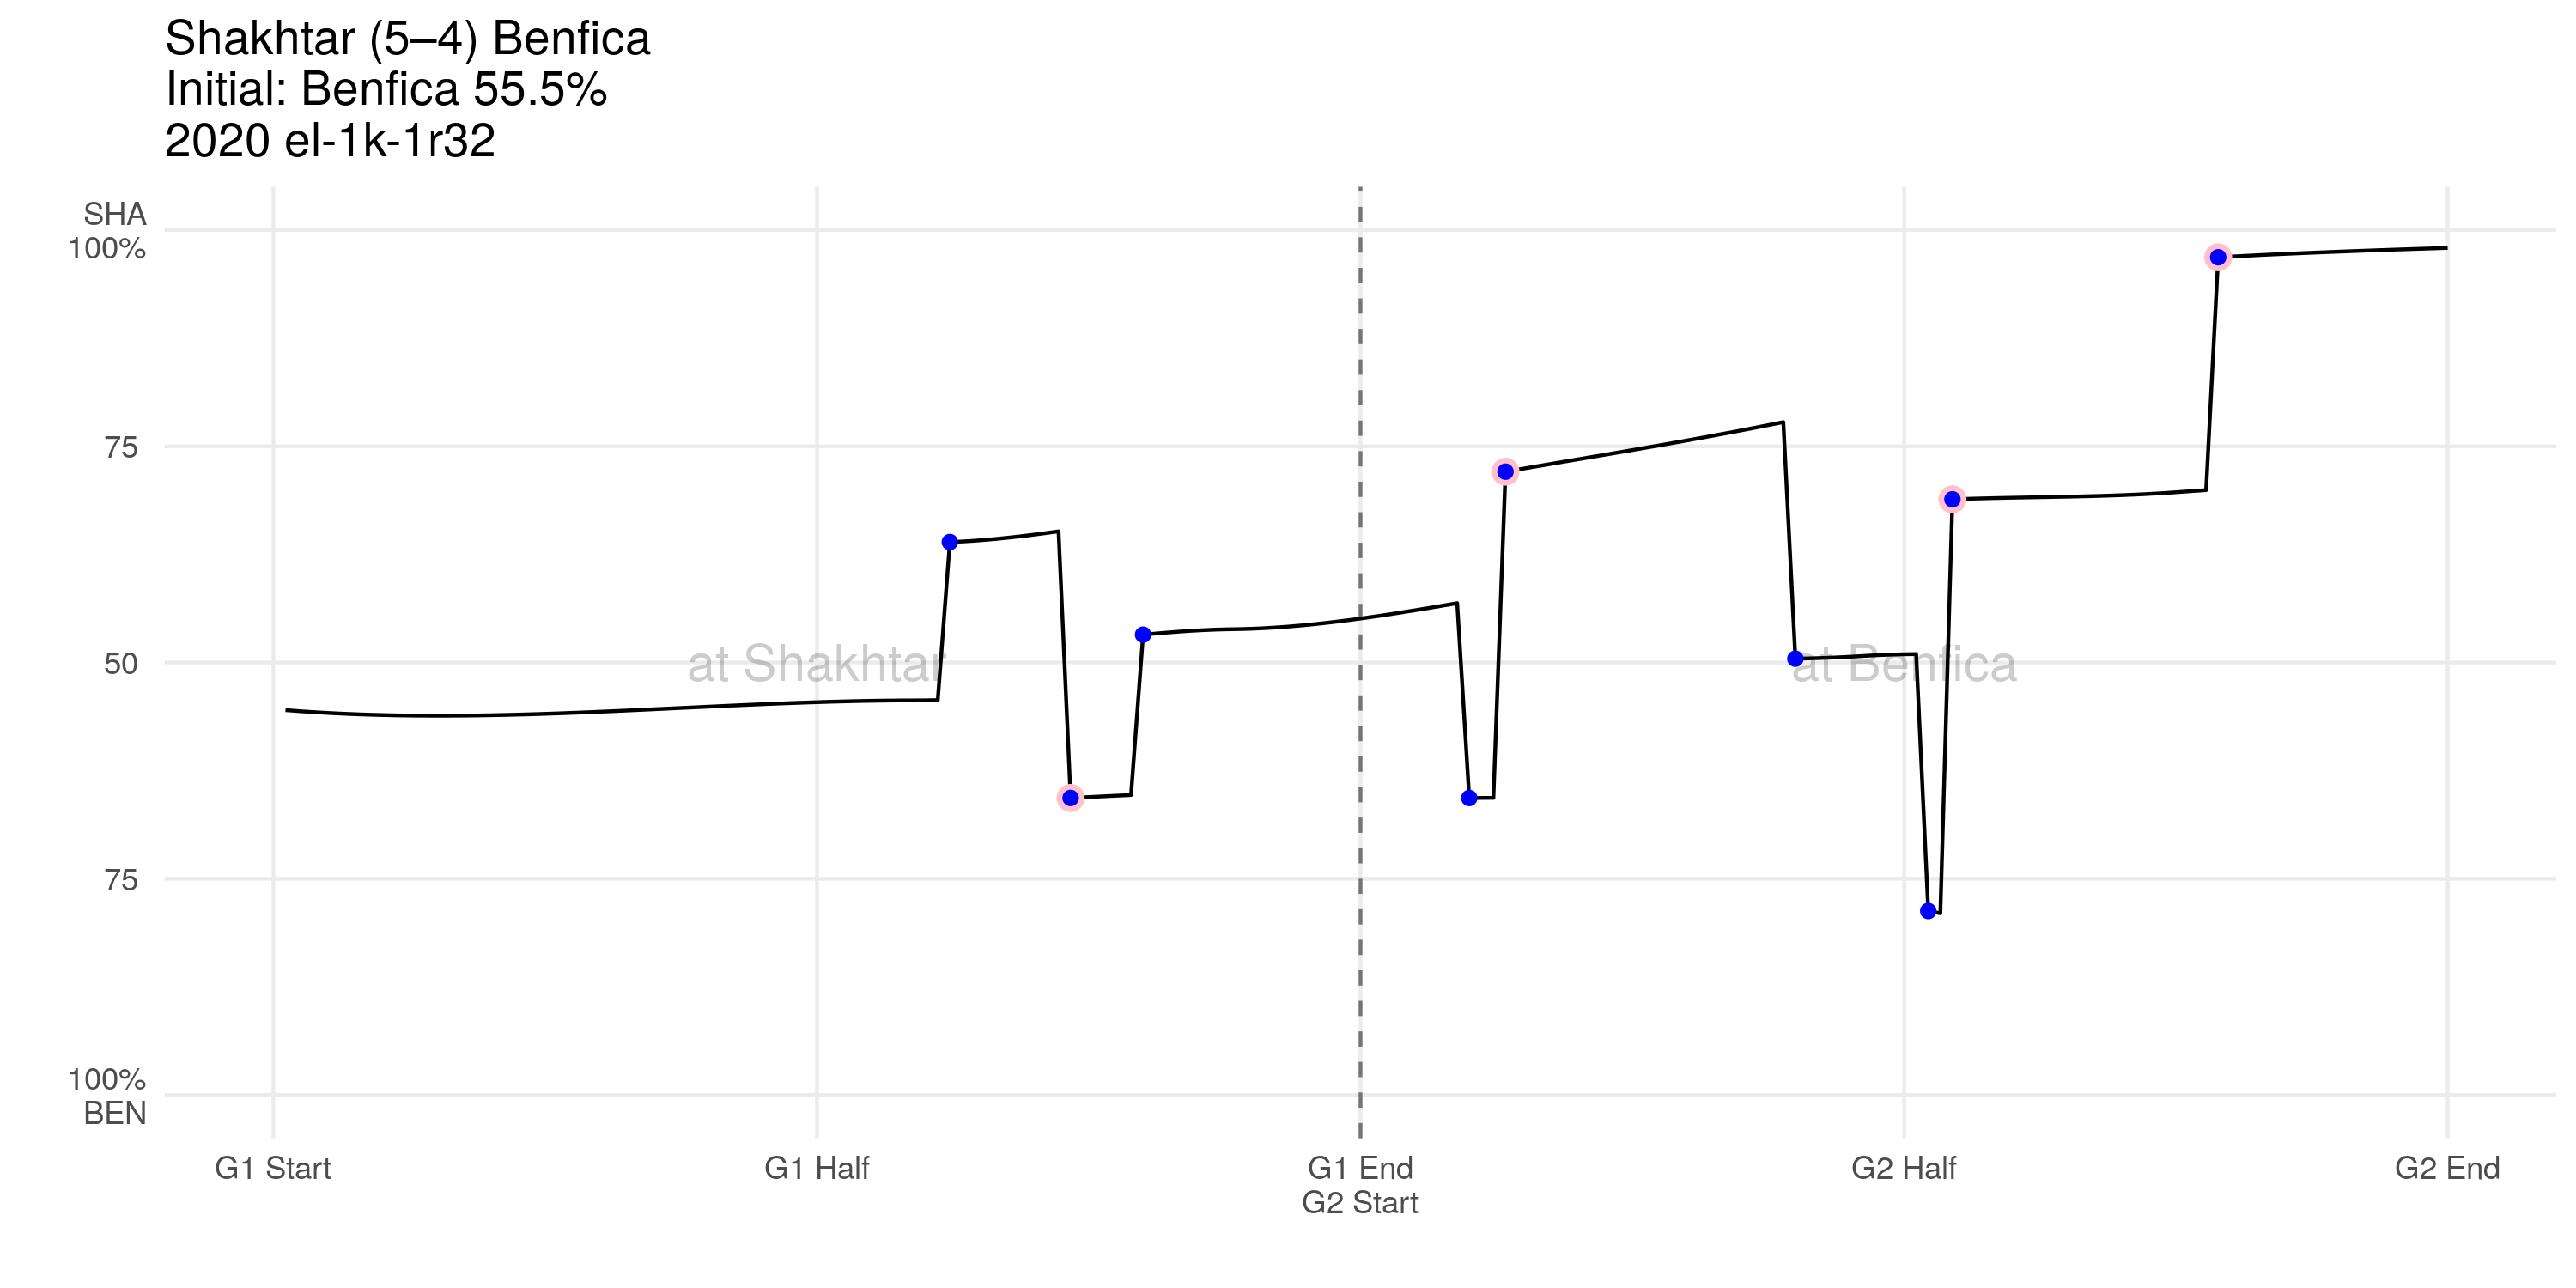 Shakhtar (5–4) Benfica
Initial: Benfica 55.5%
2020 el-1k-1r32
SHA
100%
75
50
75
100%
BEN
at Shakhtar
at Benfica
G1 Start
G1 Half
G1 End
G2 Start
G2 Half
G2 End